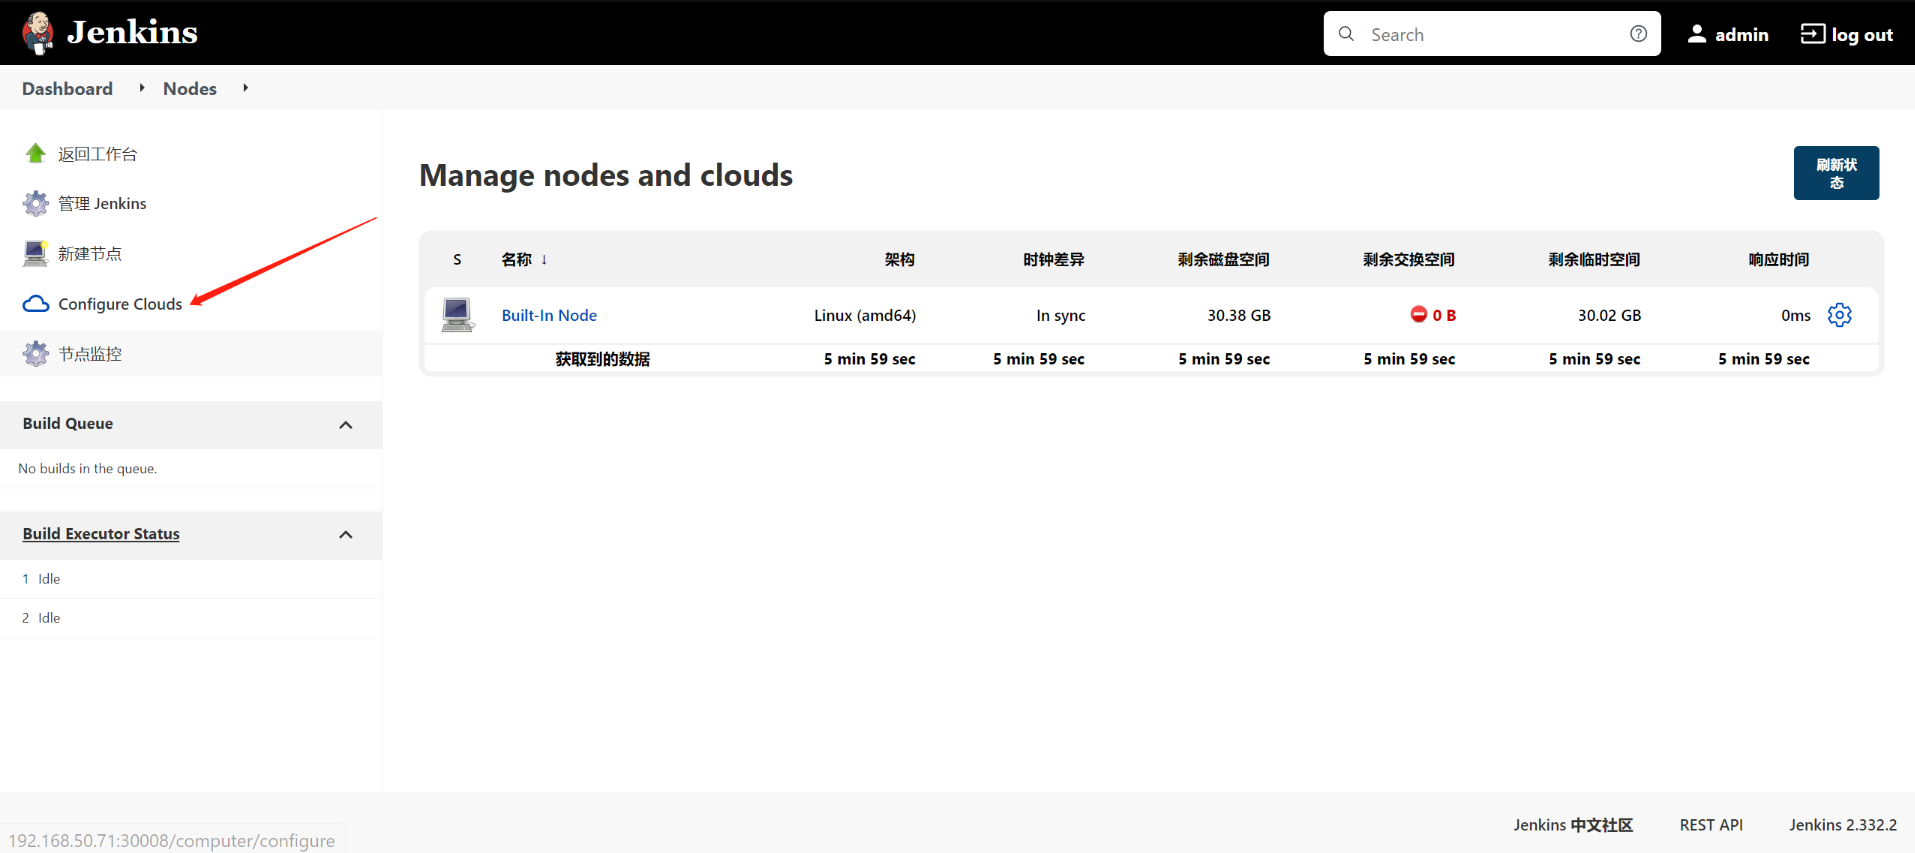 Jenkins
Search
admin
log out
Dashboard
Nodes
返回工作台
管理 Jenkins
新建节点
Configure Clouds
节点监控
Build Queue
No builds in the queue.
Build Executor Status
1 Idle
2 Idle
Manage nodes and clouds
刷新状
态
S 名称 ↓ 架构 时钟差异 剩余磁盘空间 剩余交换空间 剩余临时空间 响应时间
Built-In Node Linux (amd64) In sync 30.38 GB 0 B 30.02 GB 0ms
获取到的数据 5 min 59 sec 5 min 59 sec 5 min 59 sec 5 min 59 sec 5 min 59 sec 5 min 59 sec
Jenkins 中文社区 REST API Jenkins 2.332.2
192.168.50.71:30008/computer/configure